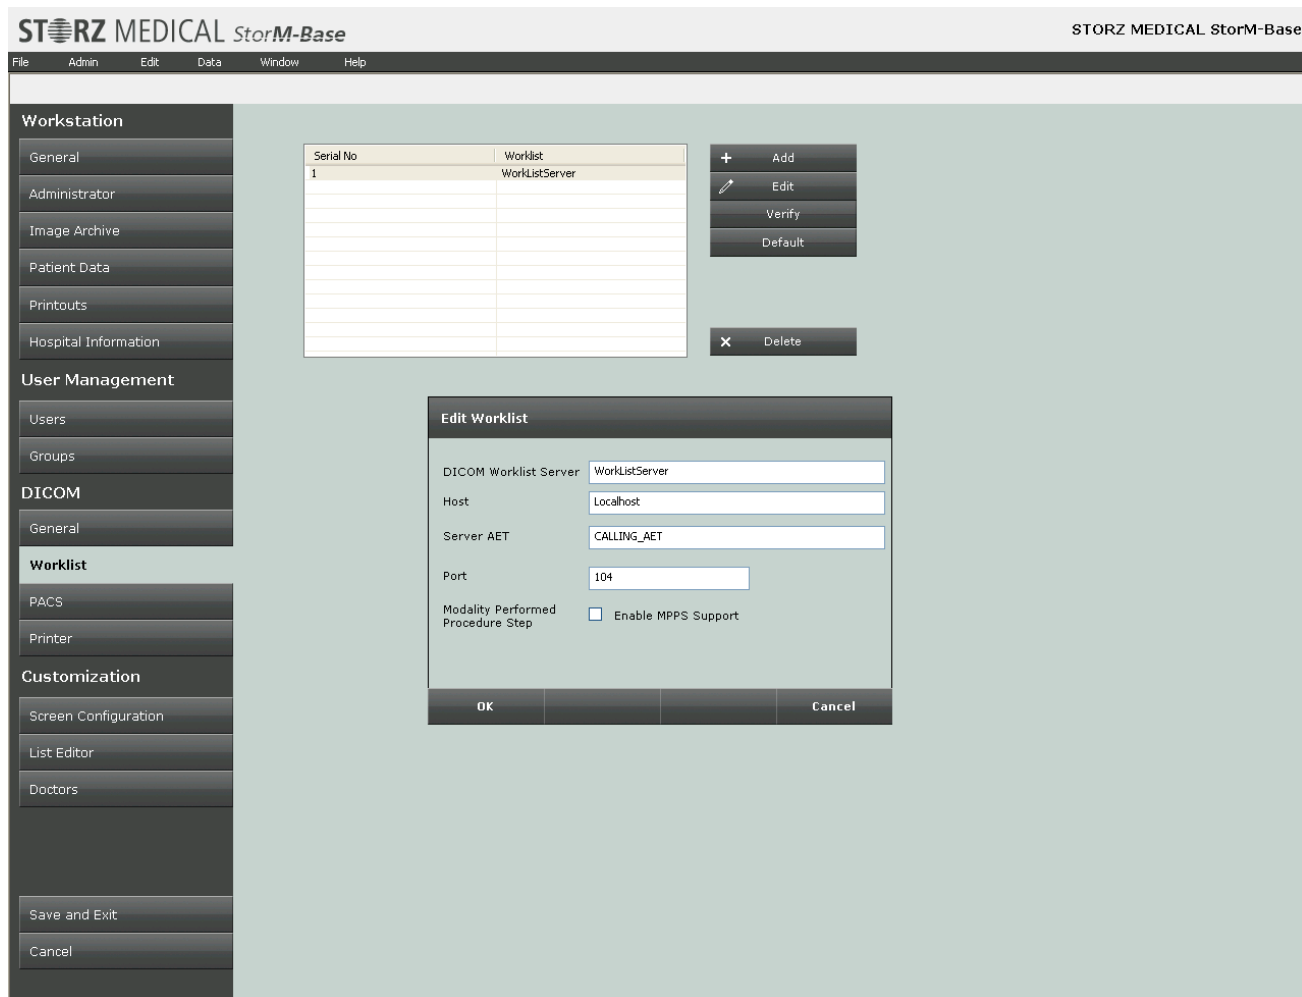 STORZ MEDICAL StorM-Base
STORZ MEDICAL StorM-Base
File Admin Edit Data Window Help
Workstation
General
Administrator
Image Archive
Patient Data
Printouts
Hospital Information
User Management
Users
Groups
DICOM
General
Worklist
PACS
Printer
Customization
Screen Configuration
List Editor
Doctors
Save and Exit
Cancel
Serial No Worklist
1 WorkListServer
+ Add
Edit
Verify
Default
Delete
Edit Worklist
DICOM Worklist Server WorkListServer
Host Localhost
Server AET CALLING_AET
Port 104
Modality Performed
Procedure Step
Enable MPPS Support
OK Cancel